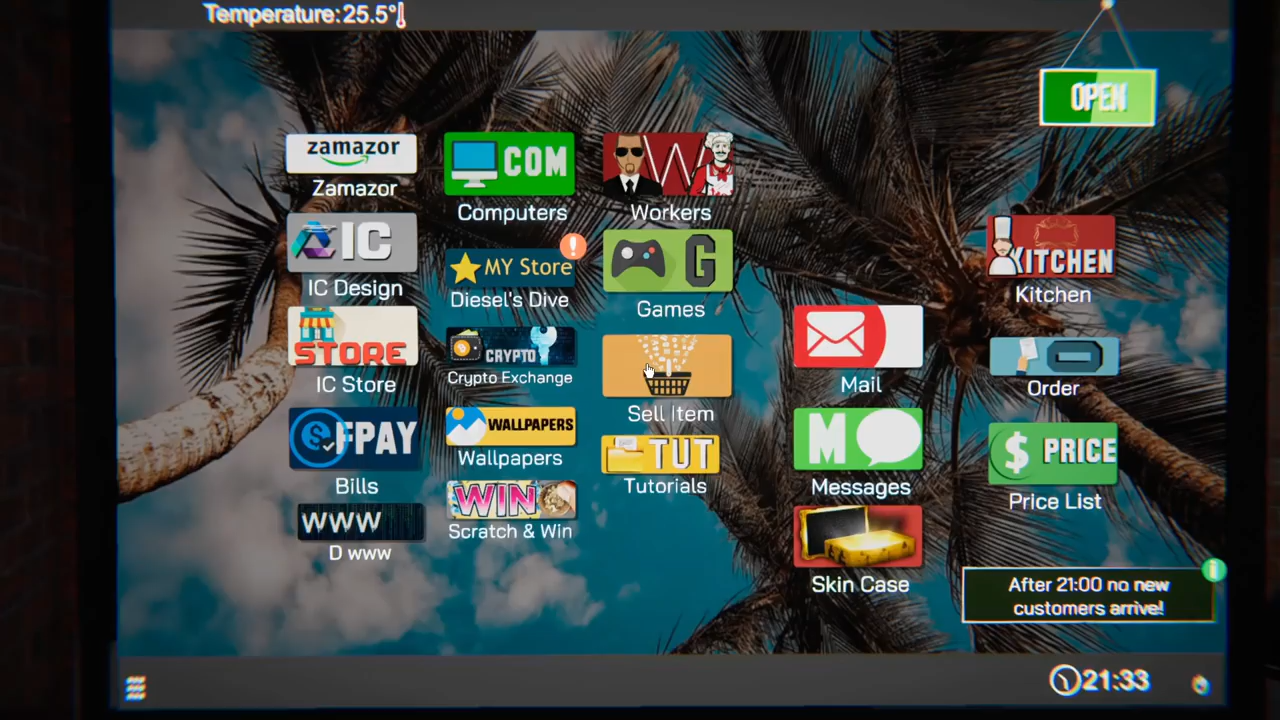 Temperature: 25.5°
OPEN
zamazor
Zamazor
COM
Computers
W
Workers
IC
IC Design
MY Store
Diesel's Dive
G
Games
KITCHEN
Kitchen
STORE
IC Store
CRYPTO
Crypto Exchange
Sell Item
Mail
Order
FPAY
Bills
WALLPAPERS
Wallpapers
TUT
Tutorials
M
Messages
PRICE
Price List
WWW
D www
WIN
Scratch & Win
Skin Case
After 21:00 no new
customers arrive!
21:33